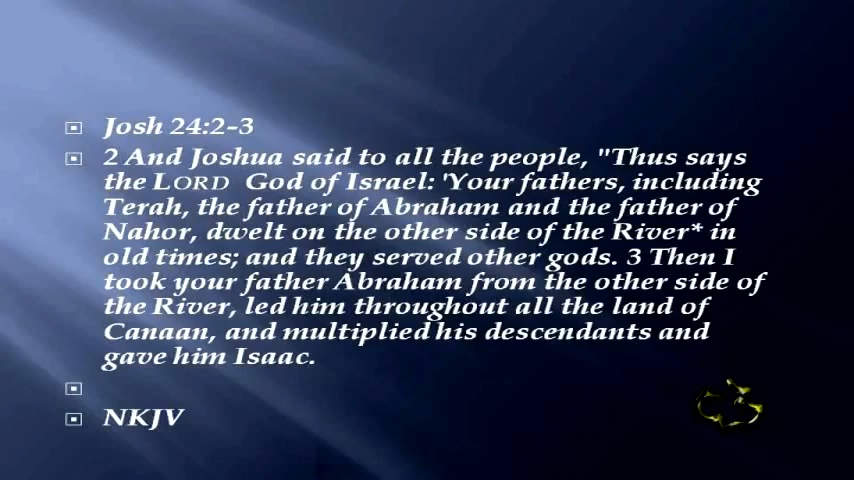 Josh 24:2-3
2 And Joshua said to all the people, "Thus says
the LORD God of Israel: 'Your fathers, including
Terah, the father of Abraham and the father of
Nahor, dwelt on the other side of the River* in
old times; and they served other gods. 3 Then I
took your father Abraham from the other side of
the River, led him throughout all the land of
Canaan, and multiplied his descendants and
gave him Isaac.
NKJV